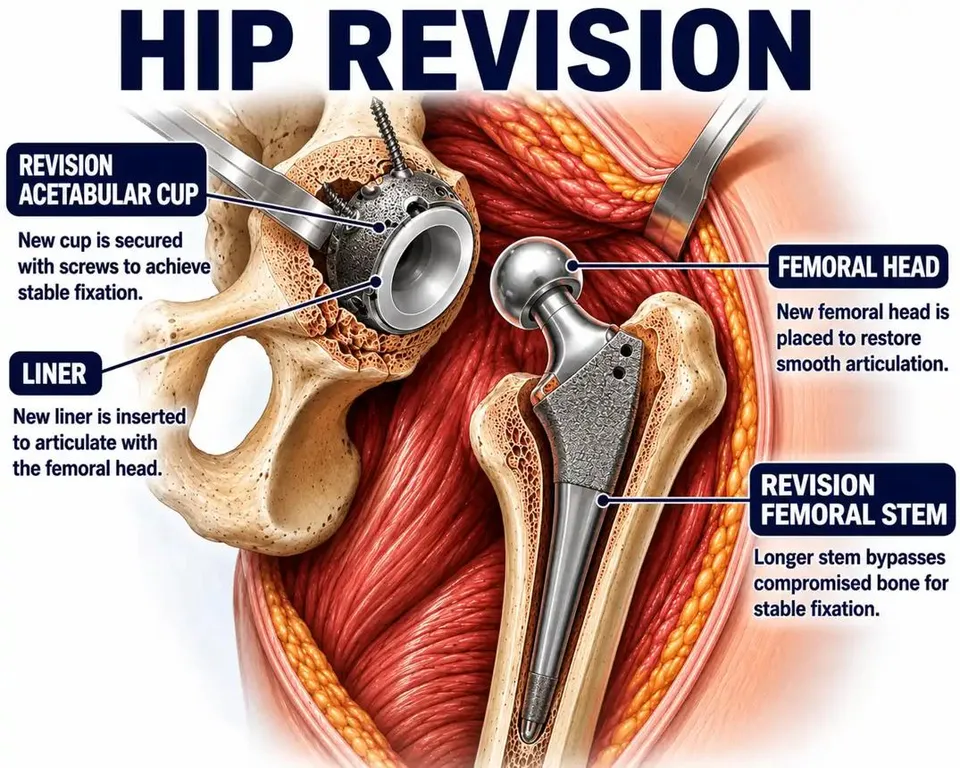 HIP REVISION
REVISION
ACETABULAR CUP
New cup is secured
with screws to achieve
stable fixation.
LINER
New liner is inserted
to articulate with
the femoral head.
FEMORAL HEAD
New femoral head is
placed to restore
smooth articulation.
REVISION
FEMORAL STEM
Longer stem bypasses
compromised bone for
stable fixation.